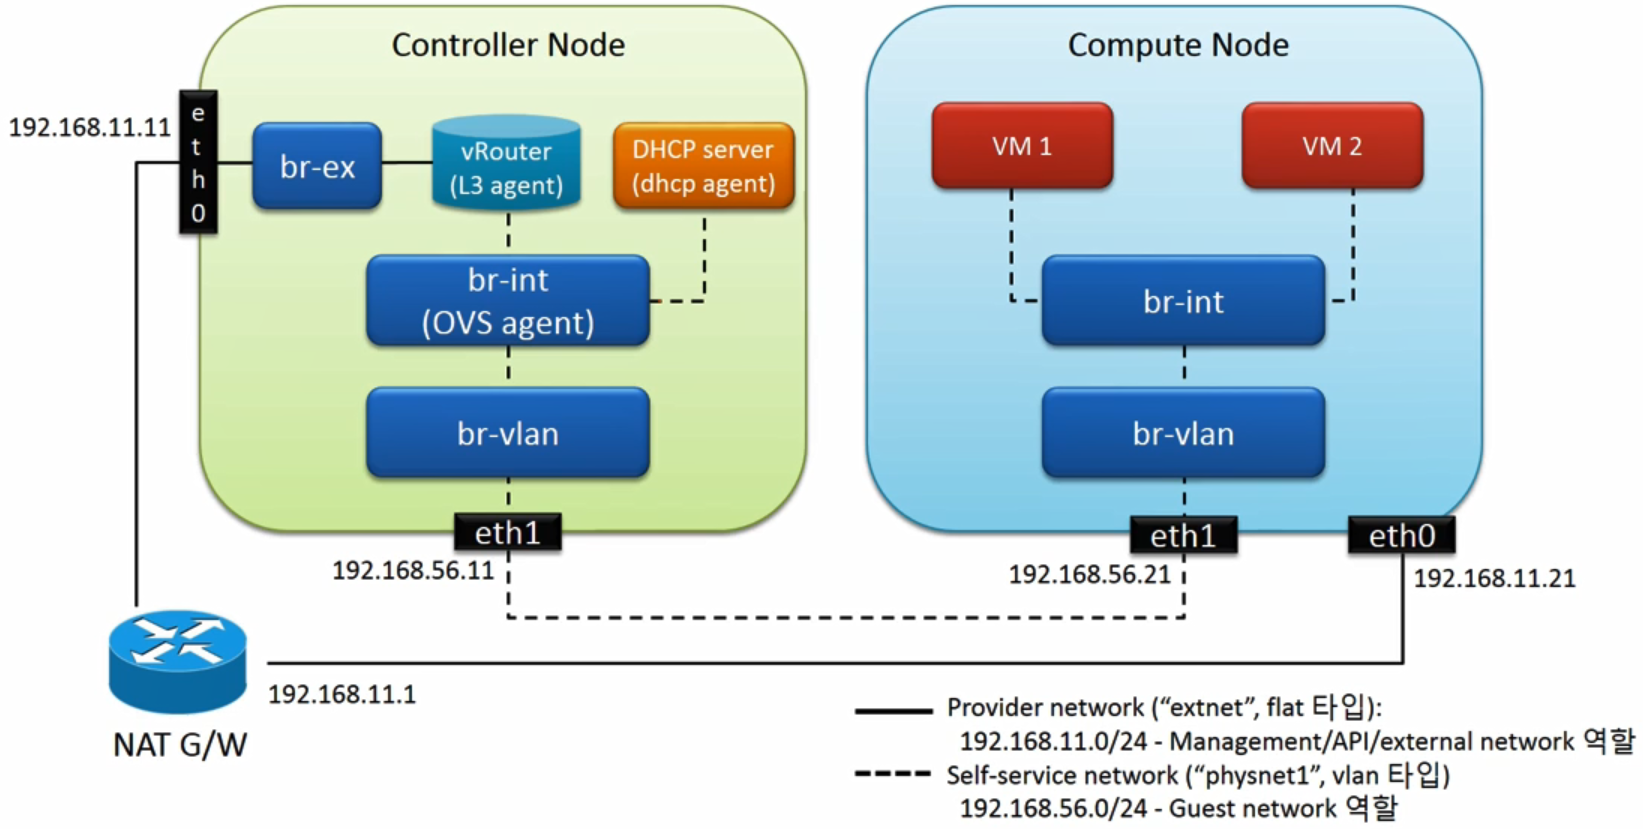 Controller Node
Compute Node
192.168.11.11
e
t
h
0
br-ex
vRouter
(L3 agent)
DHCP server
(dhcp agent)
VM 1
VM 2
br-int
(OVS agent)
br-int
br-vlan
br-vlan
eth1
eth1
eth0
192.168.56.11
192.168.56.21
192.168.11.21
192.168.11.1
NAT G/W
Provider network (“extnet”, flat 타입):
192.168.11.0/24 - Management/API/external network 역할
Self-service network (“physnet1”, vlan 타입)
192.168.56.0/24 - Guest network 역할